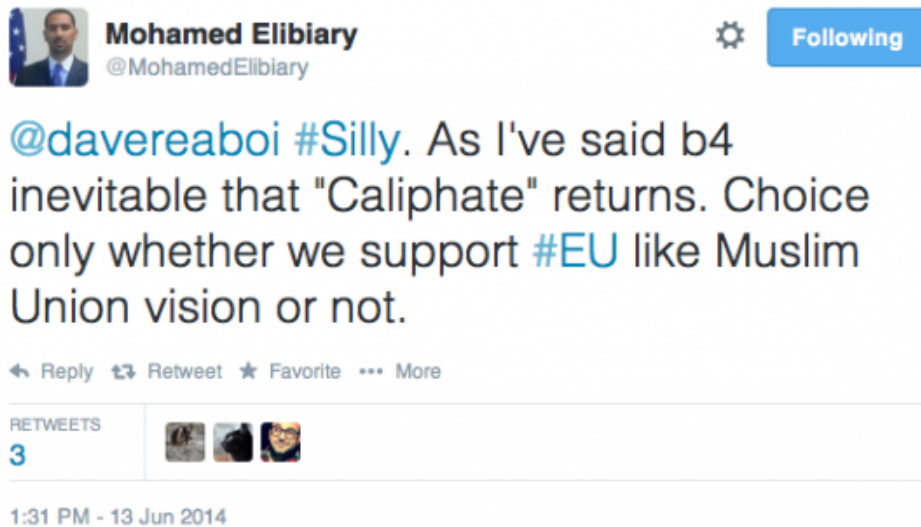 Mohamed Elibiary
@MohamedElibiary
Following
@davereaboi #Silly. As I've said b4
inevitable that "Caliphate" returns. Choice
only whether we support #EU like Muslim
Union vision or not.
Reply Retweet Favorite More
RETWEETS
3
1:31 PM - 13 Jun 2014